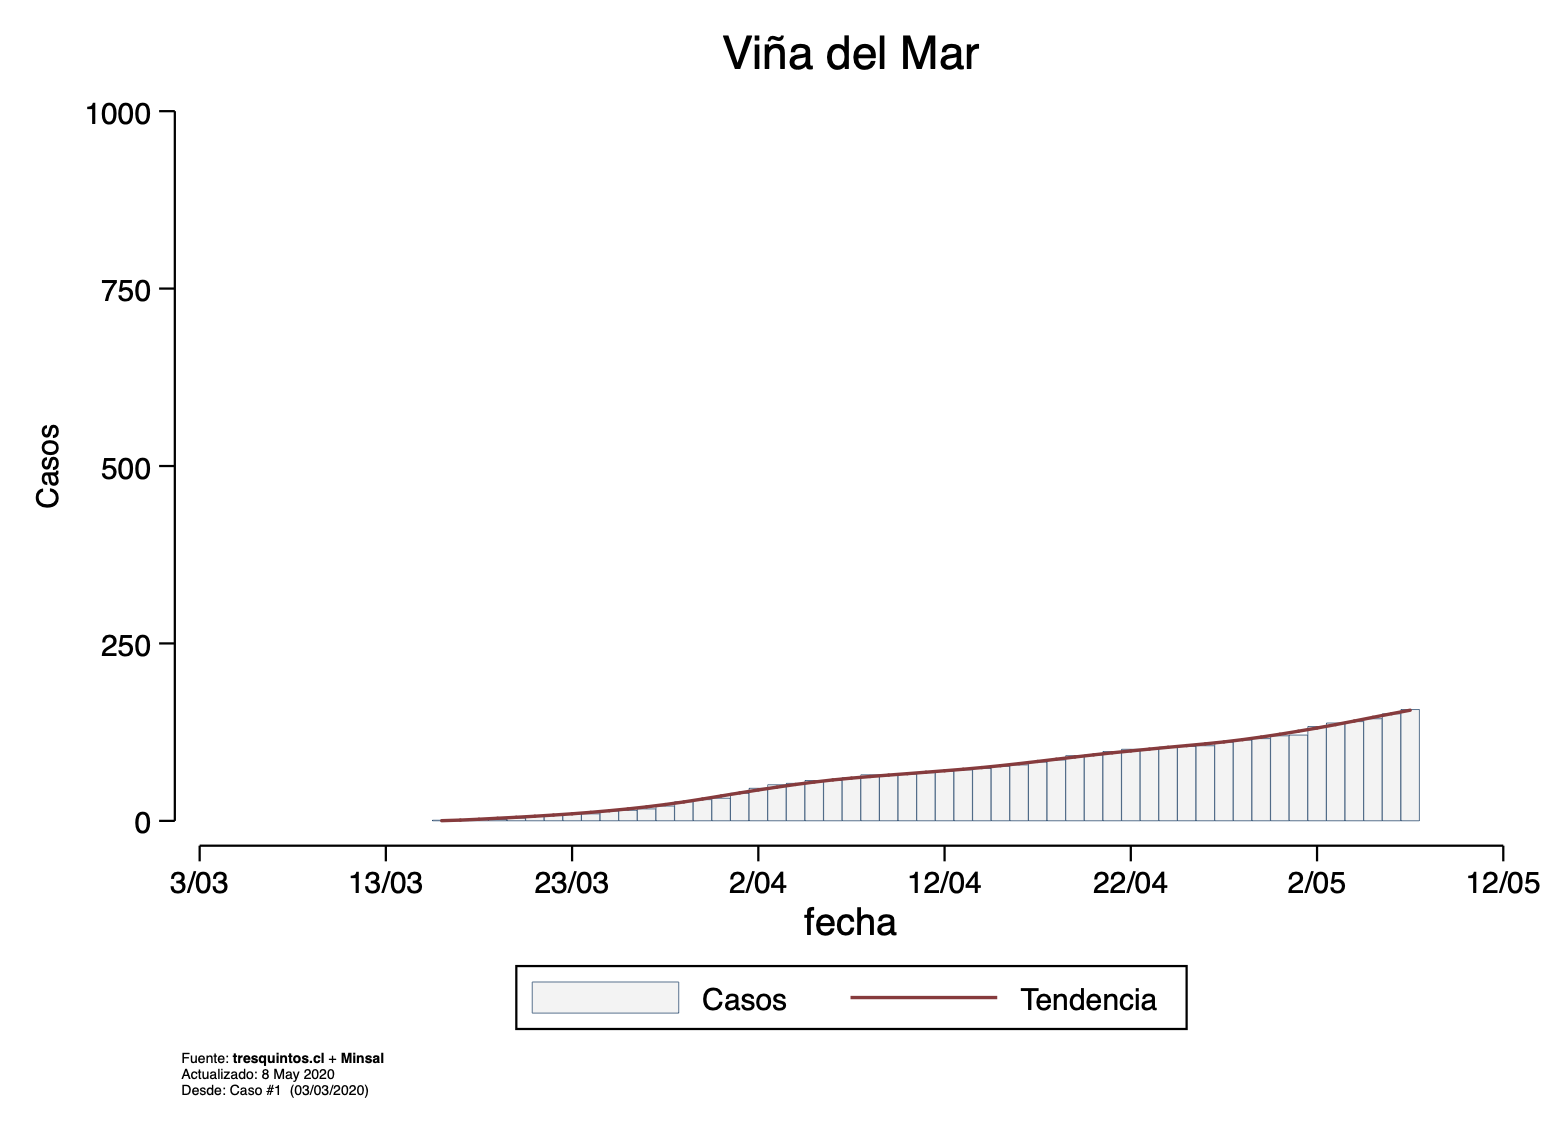 Viña del Mar
1000
750
500
250
0
Casos
3/03 13/03 23/03 2/04 12/04 22/04 2/05 12/05
fecha
Casos Tendencia
Fuente: tresquintos.cl + Minsal
Actualizado: 8 May 2020
Desde: Caso #1 (03/03/2020)